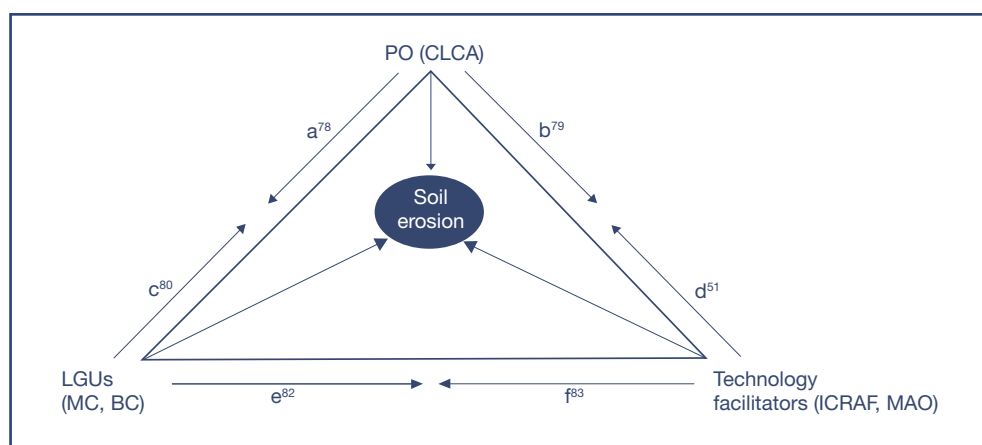 PO (CLCA)
a78
b79
Soil
erosion
c80
d51
LGUs
(MC, BC)
e82
f83
Technology
facilitators (ICRAF, MAO)